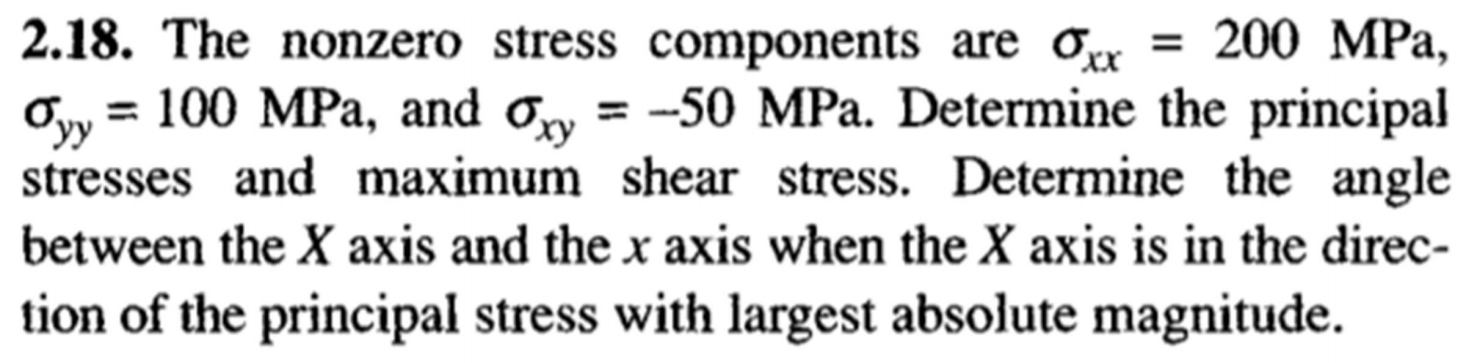 2.18. The nonzero stress components are σxx = 200 MPa,
σyy = 100 MPa, and σxy = –50 MPa. Determine the principal
stresses and maximum shear stress. Determine the angle
between the X axis and the x axis when the X axis is in the direc-
tion of the principal stress with largest absolute magnitude.